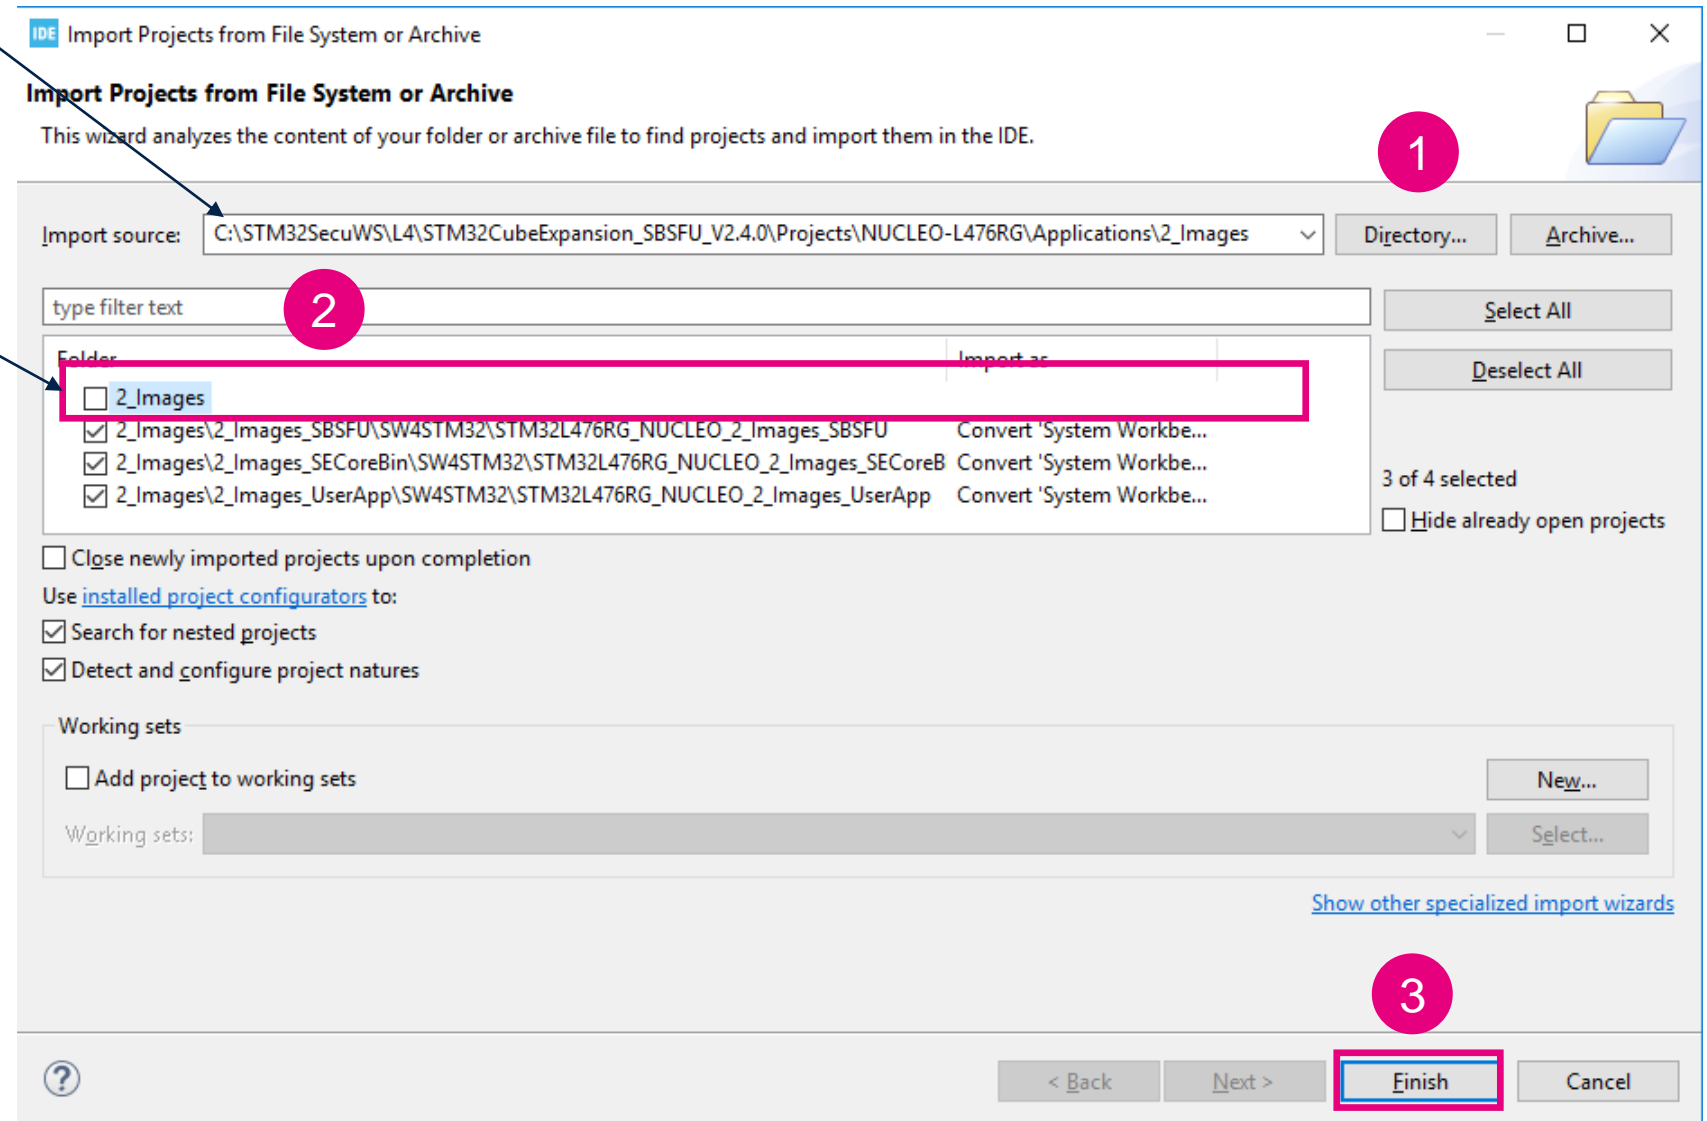 IDE Import Projects from File System or Archive
Import Projects from File System or Archive
This wizard analyzes the content of your folder or archive file to find projects and import them in the IDE.
1
Import source: C:\STM32SecuWS\L4\STM32CubeExpansion_SBSFU_V2.4.0\Projects\NUCLEO-L476RG\Applications\2_Images Directory... Archive...
type filter text 2 Select All
Folder Import as
Deselect All
2_Images
2_Images\2_Images_SBSFU\SW4STM32\STM32L476RG_NUCLEO_2_Images_SBSFU Convert 'System Workbe...
2_Images\2_Images_SECoreBin\SW4STM32\STM32L476RG_NUCLEO_2_Images_SECoreB Convert 'System Workbe...
2_Images\2_Images_UserApp\SW4STM32\STM32L476RG_NUCLEO_2_Images_UserApp Convert 'System Workbe...
3 of 4 selected
Hide already open projects
Close newly imported projects upon completion
Use installed project configurators to:
Search for nested projects
Detect and configure project natures
Working sets
Add project to working sets New...
Working sets: Select...
Show other specialized import wizards
3
? < Back Next > Finish Cancel